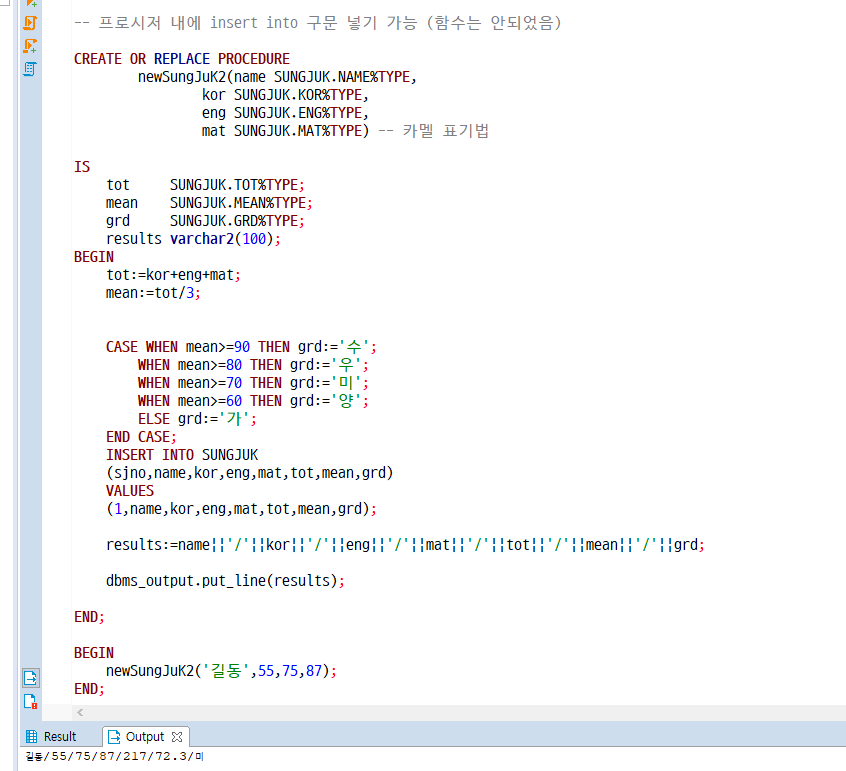 -- 프로시저 내에 insert into 구문 넣기 가능 (함수는 안되었음)
CREATE OR REPLACE PROCEDURE
newSungJuK2(name SUNGJUK.NAME%TYPE,
kor SUNGJUK.KOR%TYPE,
eng SUNGJUK.ENG%TYPE,
mat SUNGJUK.MAT%TYPE) -- 카멜 표기법
IS
tot SUNGJUK.TOT%TYPE;
mean SUNGJUK.MEAN%TYPE;
grd SUNGJUK.GRD%TYPE;
results varchar2(100);
BEGIN
tot:=kor+eng+mat;
mean:=tot/3;
CASE WHEN mean>=90 THEN grd:='수';
WHEN mean>=80 THEN grd:='우';
WHEN mean>=70 THEN grd:='미';
WHEN mean>=60 THEN grd:='양';
ELSE grd:='가';
END CASE;
INSERT INTO SUNGJUK
(sjno,name,kor,eng,mat,tot,mean,grd)
VALUES
(1,name,kor,eng,mat,tot,mean,grd);
results:=name||'/'||kor||'/'||eng||'/'||mat||'/'||tot||'/'||mean||'/'||grd;
dbms_output.put_line(results);
END;
BEGIN
newSungJuK2('길동',55,75,87);
END;
Result Output
길동/55/75/87/217/72.3/미